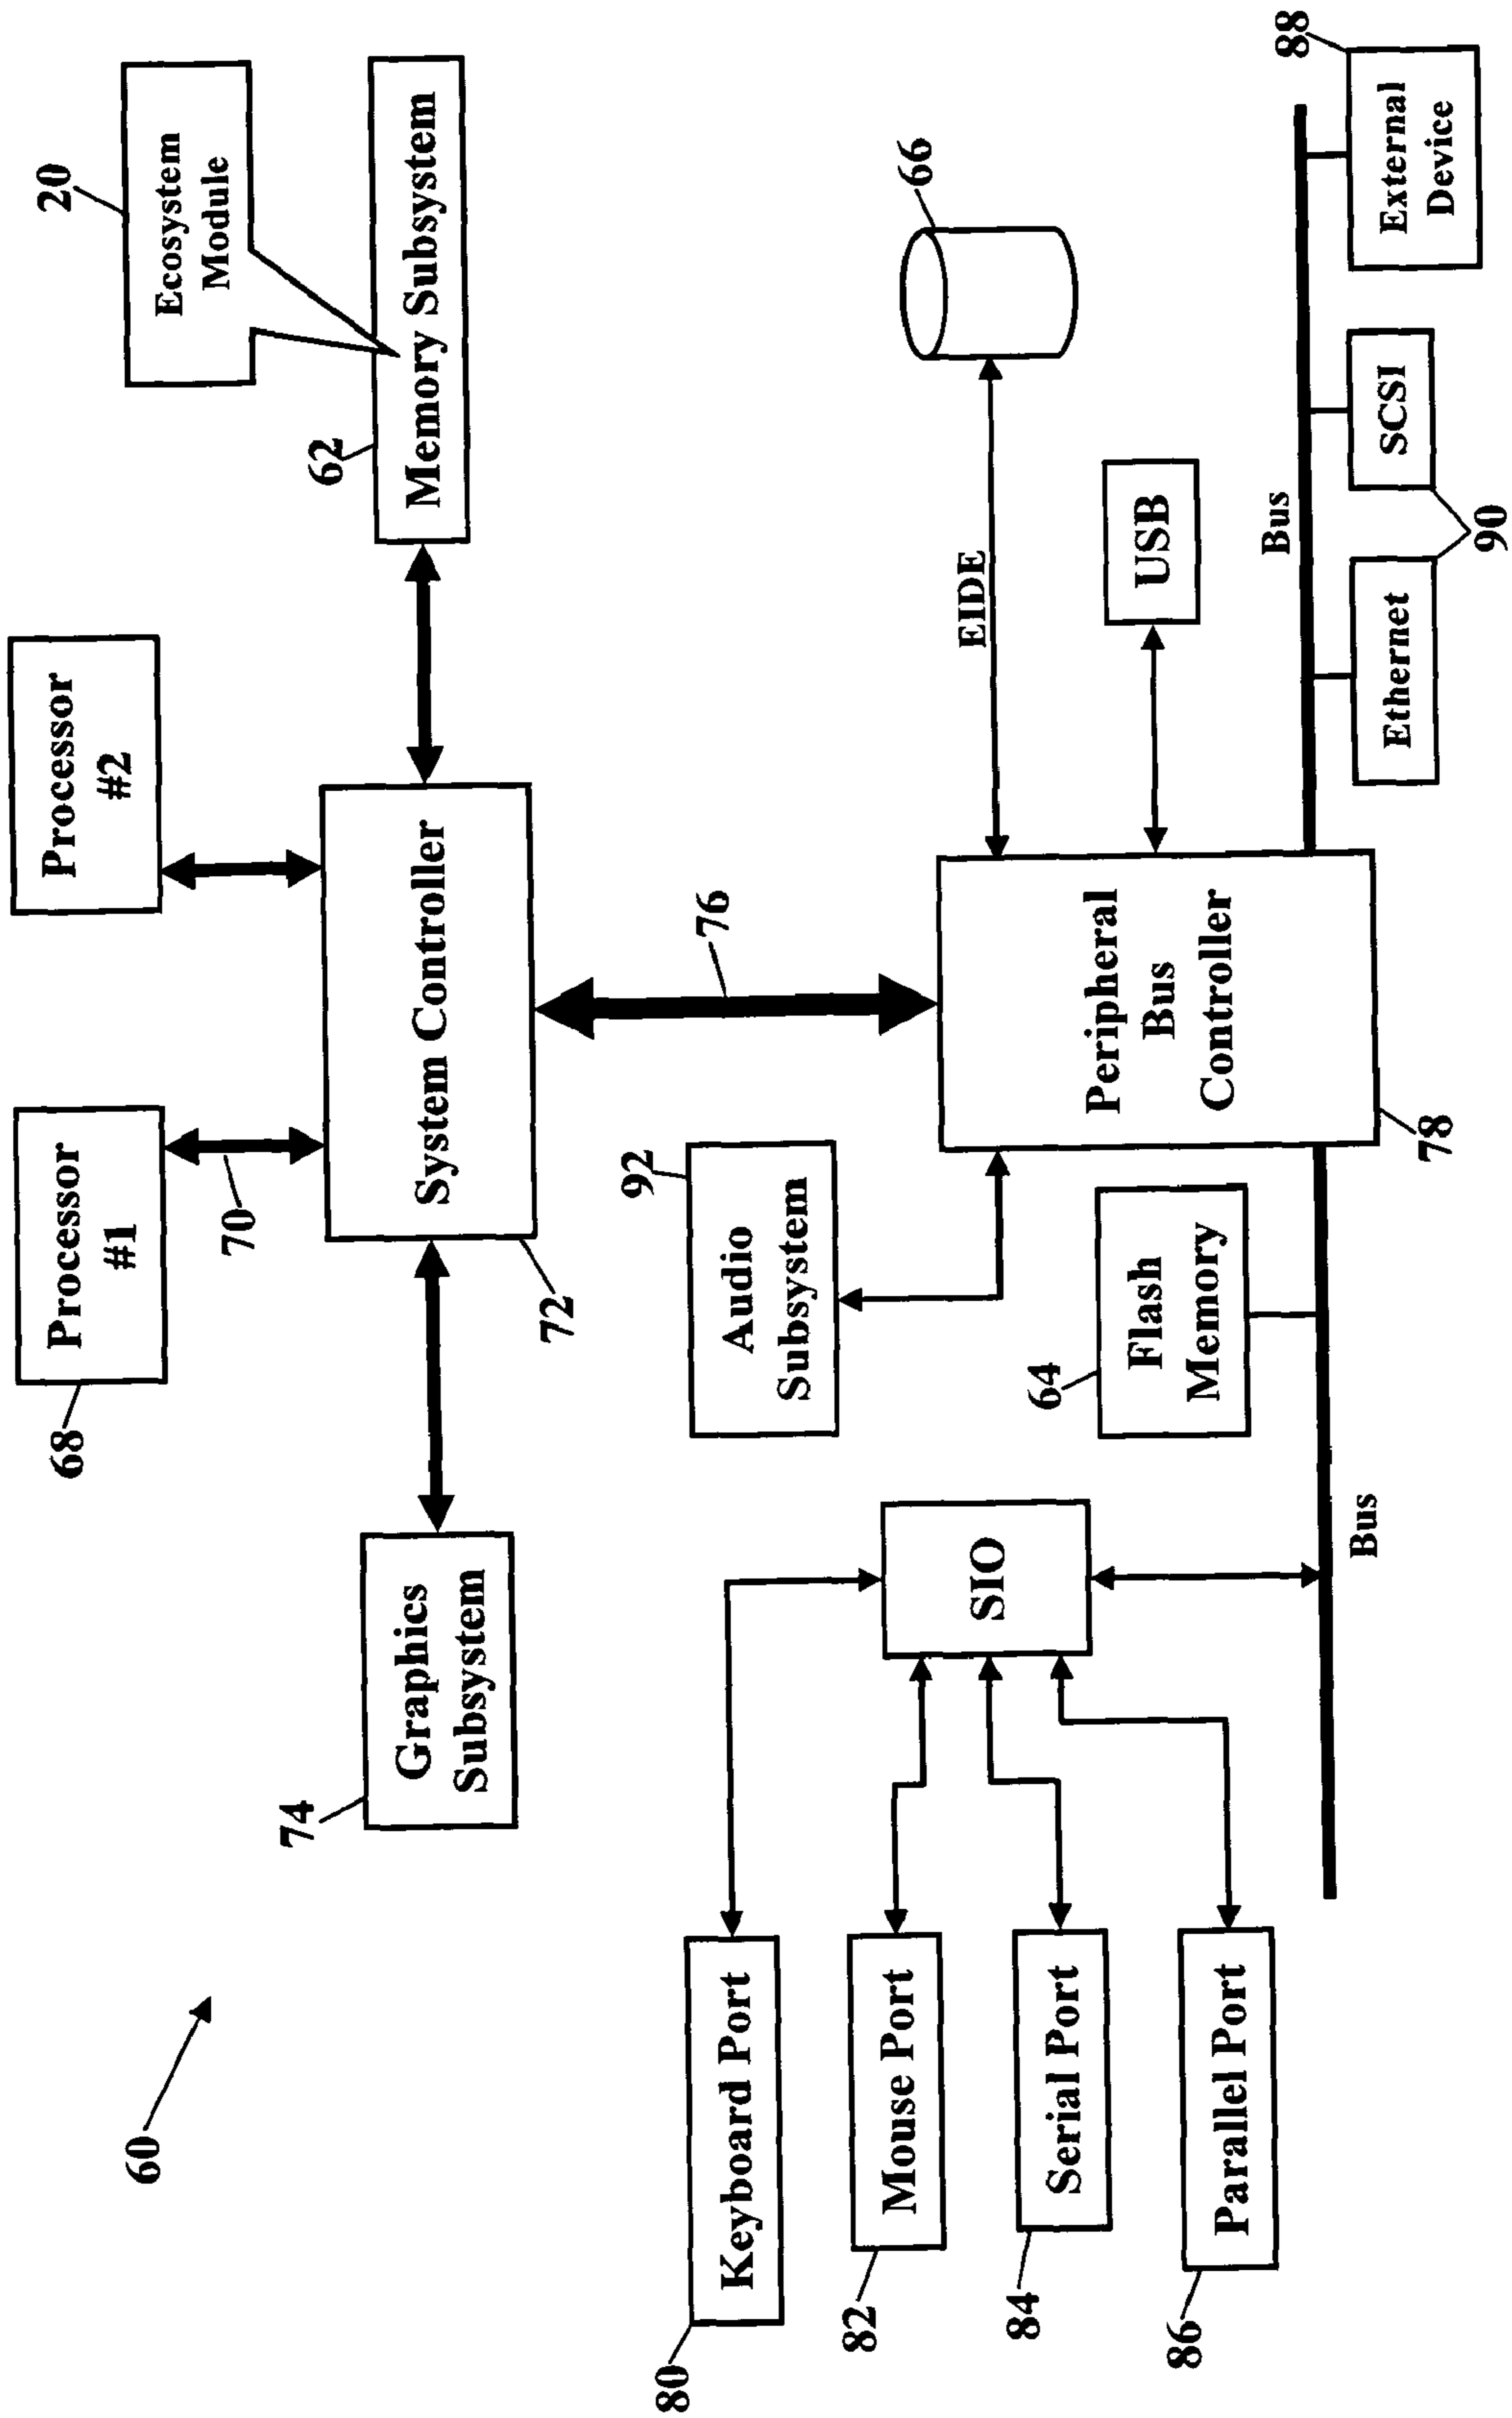 60
68
Processor
#1
70
Processor
#2
20
Ecosystem
Module
74
Graphics
Subsystem
72
System Controller
62
Memory Subsystem
76
80
Keyboard Port
82
Mouse Port
84
Serial Port
86
Parallel Port
SIO
92
Audio
Subsystem
64
Flash
Memory
Bus
Peripheral
Bus
Controller
78
EIDE
66
USB
Bus
Ethernet
SCSI
90
External
Device
88